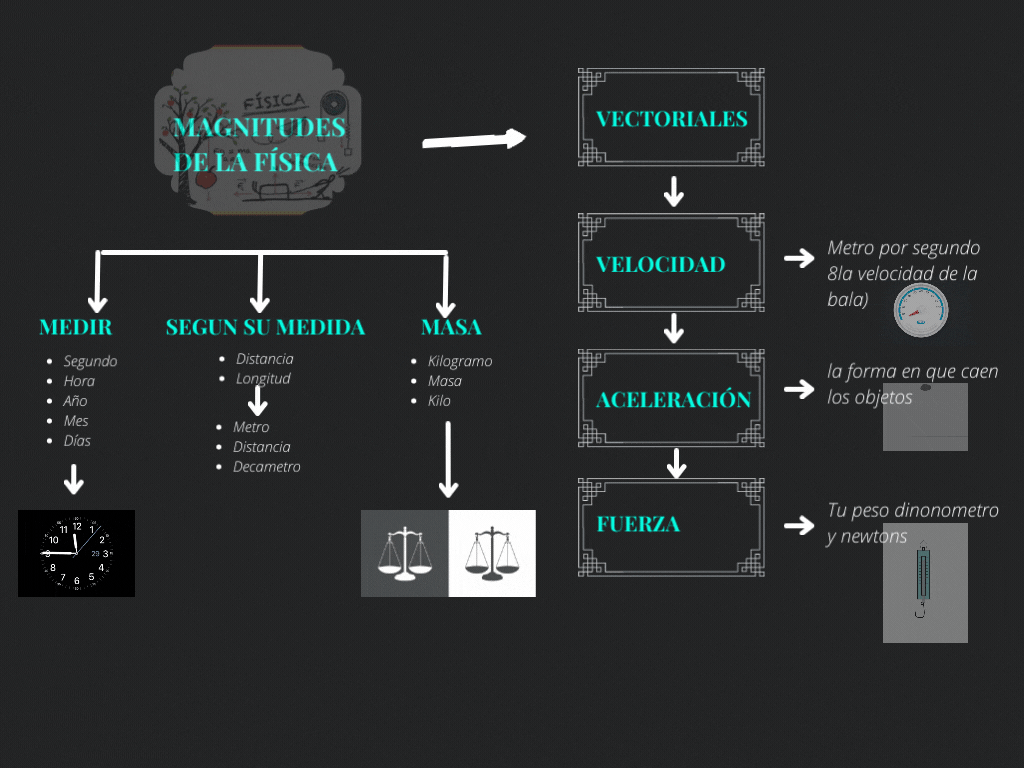 FÍSICA
MAGNITUDES
DE LA FÍSICA
MEDIR
Segundo
Hora
Año
Mes
Días
SEGUN SU MEDIDA
Distancia
Longitud
Metro
Distancia
Decametro
MASA
Kilogramo
Masa
Kilo
VECTORIALES
VELOCIDAD
Metro por segundo
8la velocidad de la
bala)
ACELERACIÓN
la forma en que caen
los objetos
FUERZA
Tu peso dinonometro
y newtons
12
11
1
10
2
9
29 3
8
4
7
5
6